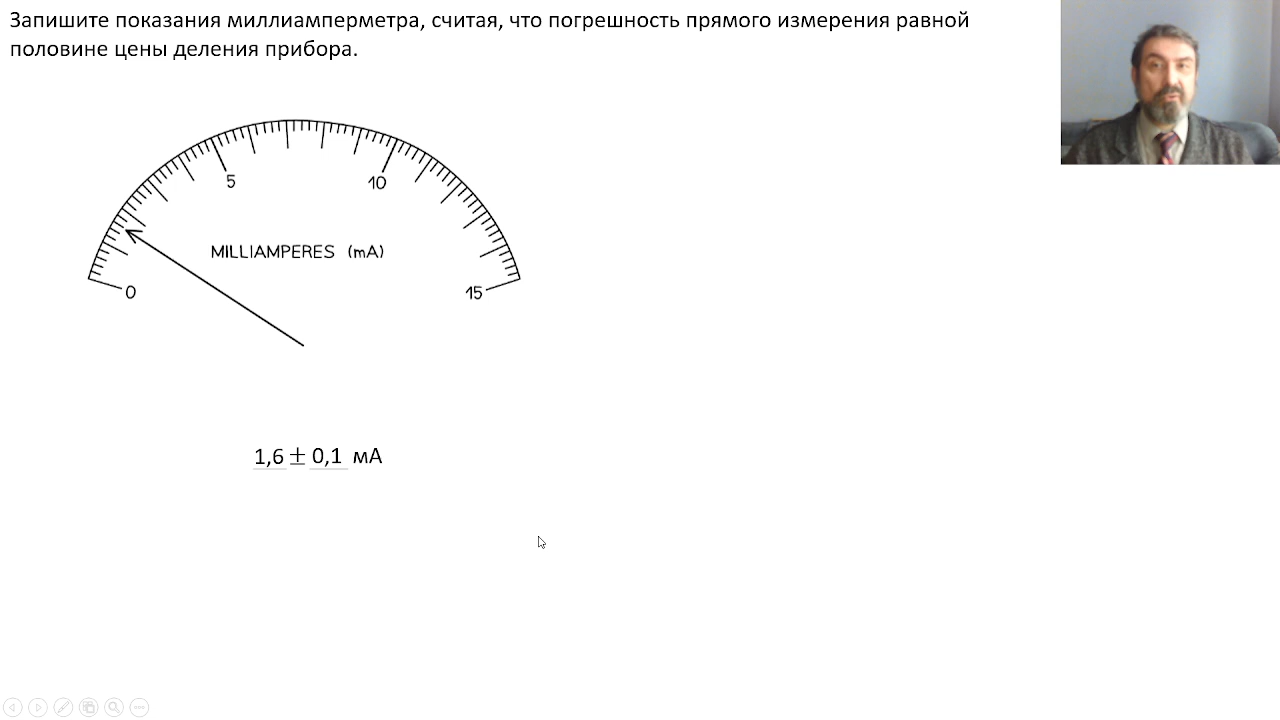 Запишите показания миллиамперметра, считая, что погрешность прямого измерения равной
половине цены деления прибора.
5
10
MILLIAMPERES (mA)
0
15
1,6 ± 0,1 мА